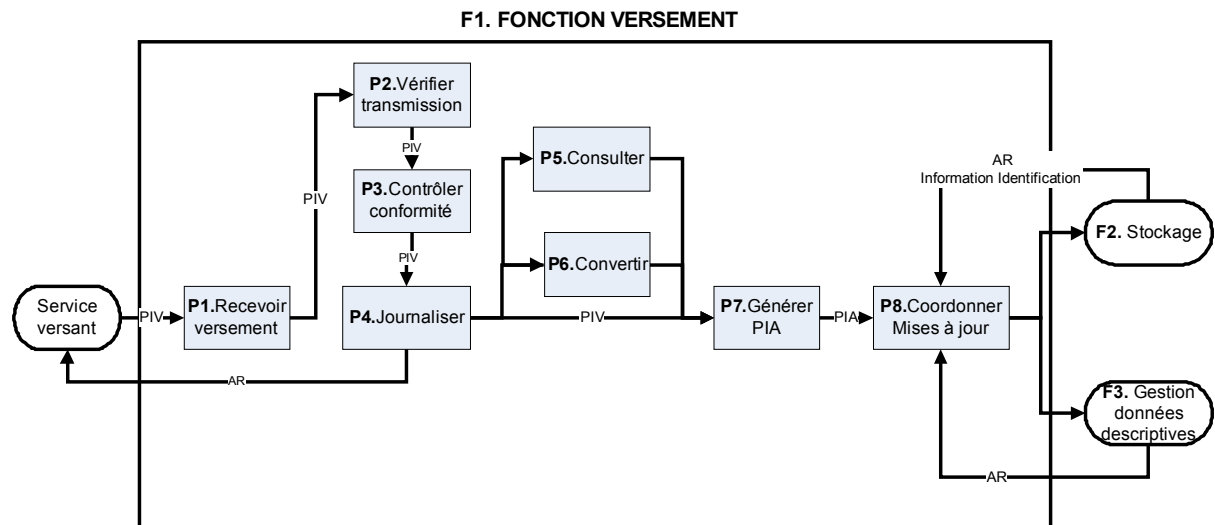 F1. FONCTION VERSEMENT
P2.Vérifier
transmission
PIV
P3.Contrôler
conformité
PIV
PIV
P5.Consulter
P6.Convertir
AR
Information Identification
F2. Stockage
Service
versant
PIV
P1.Recevoir
versement
P4.Journaliser
PIV
P7.Générer
PIA
PIA
P8.Coordonner
Mises à jour
AR
F3. Gestion
données
descriptives
AR